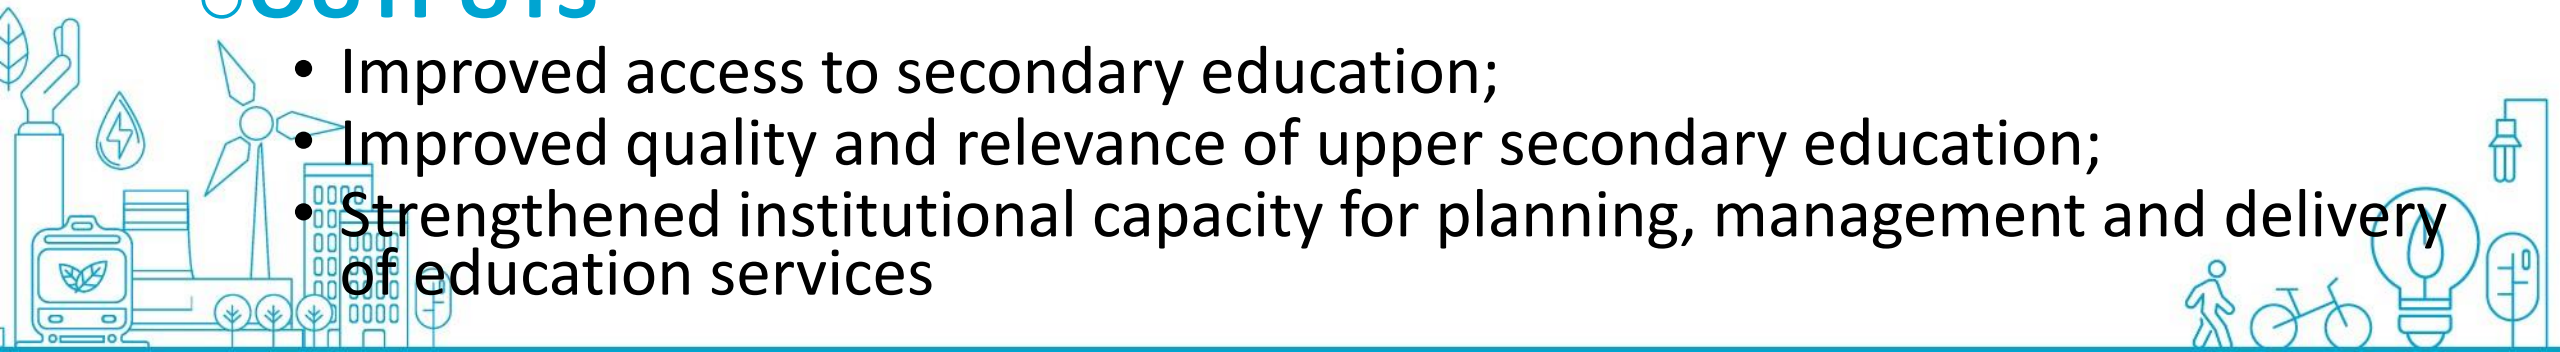 OUTPUTS
• Improved access to secondary education;
• Improved quality and relevance of upper secondary education;
• Strengthened institutional capacity for planning, management and delivery
of education services